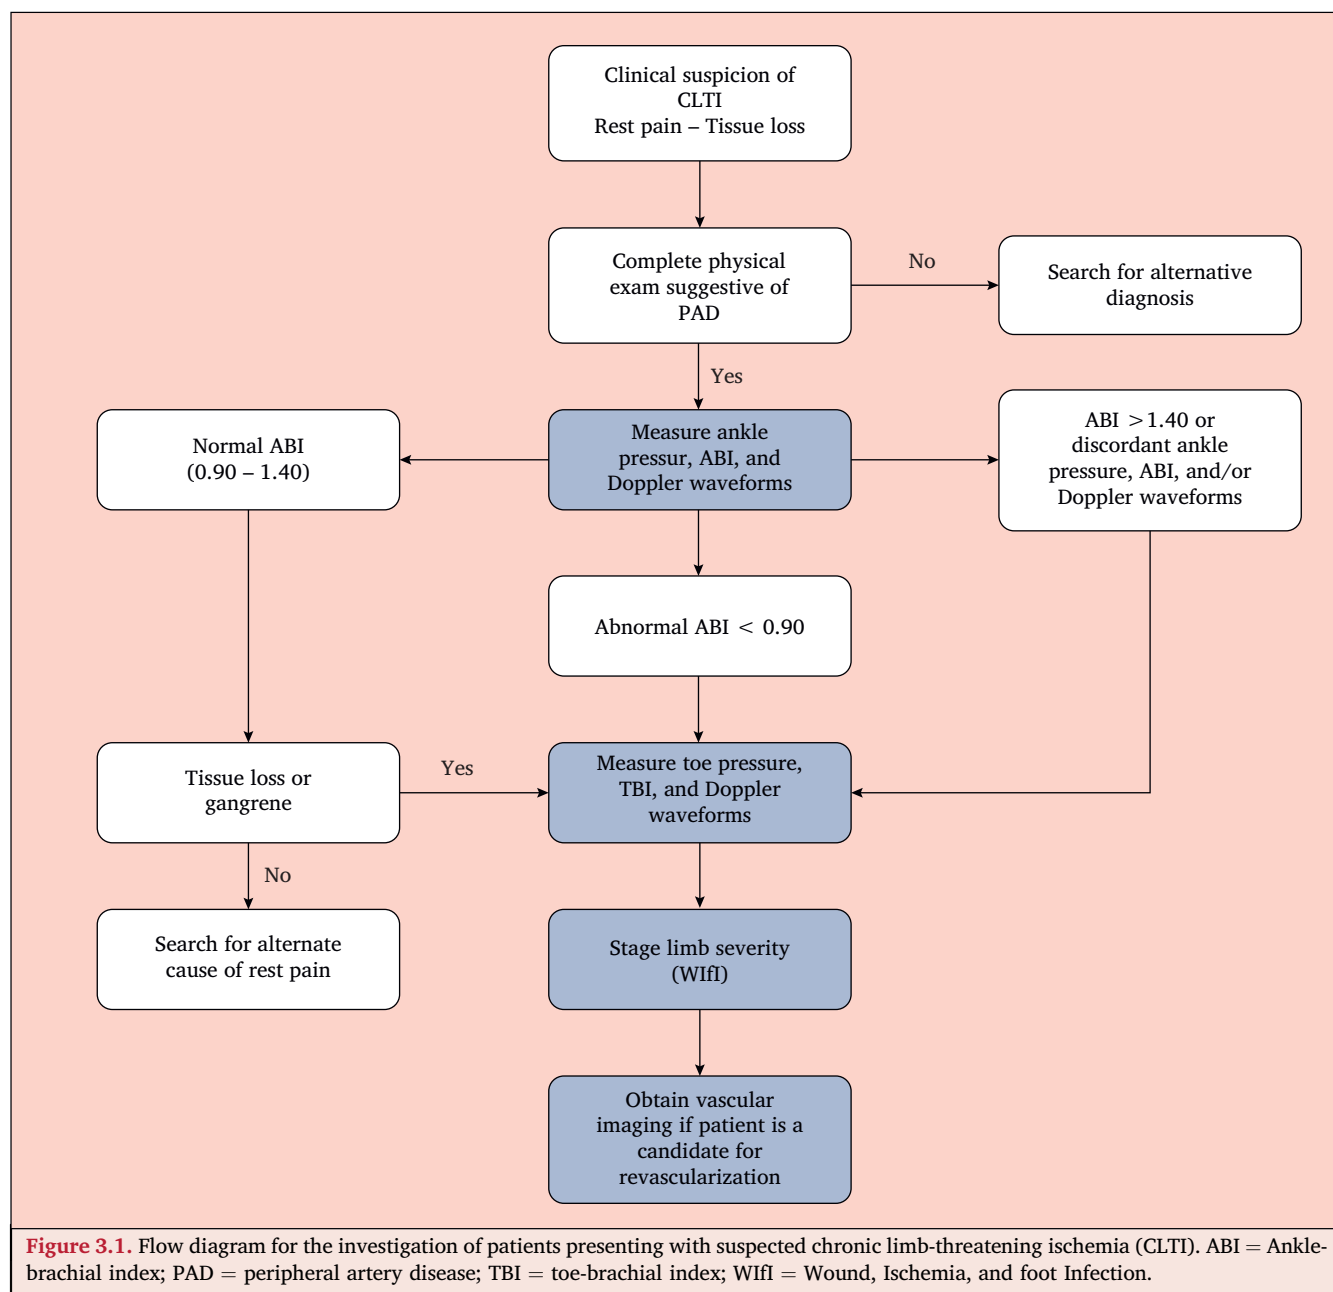 Clinical suspicion of
CLTI
Rest pain – Tissue loss
Complete physical
exam suggestive of
PAD
No
Search for alternative
diagnosis
Yes
Normal ABI
(0.90 – 1.40)
Measure ankle
pressur, ABI, and
Doppler waveforms
ABI >1.40 or
discordant ankle
pressure, ABI, and/or
Doppler waveforms
Abnormal ABI < 0.90
Tissue loss or
gangrene
Yes
Measure toe pressure,
TBI, and Doppler
waveforms
No
Search for alternate
cause of rest pain
Stage limb severity
(WIfI)
Obtain vascular
imaging if patient is a
candidate for
revascularization
Figure 3.1. Flow diagram for the investigation of patients presenting with suspected chronic limb-threatening ischemia (CLTI). ABI = Ankle-
brachial index; PAD = peripheral artery disease; TBI = toe-brachial index; WIfI = Wound, Ischemia, and foot Infection.